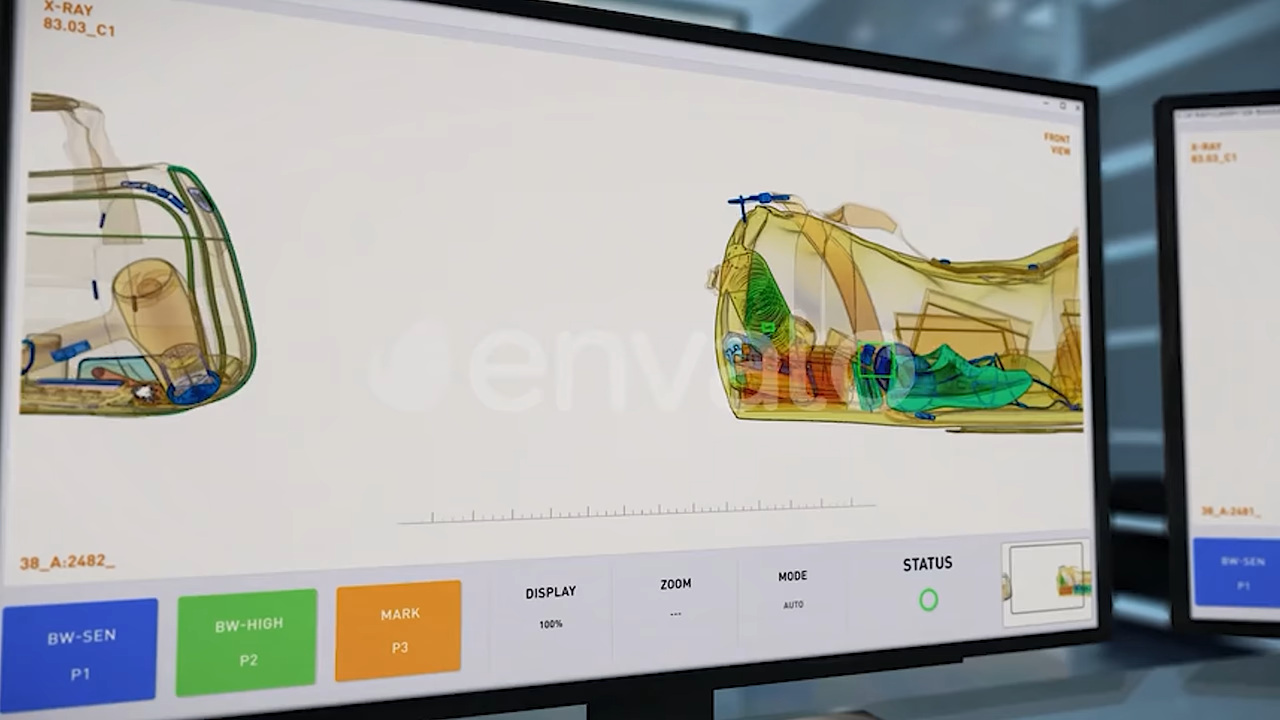 X-RAY
83.03_C1
FRONT
VIEW
envato
38_A:2482_
BW-SEN
P1
BW-HIGH
P2
MARK
P3
DISPLAY
100%
ZOOM
---
MODE
AUTO
STATUS
X-RAY
83.03_C1
38_A:2481_
BW-SEN
P1